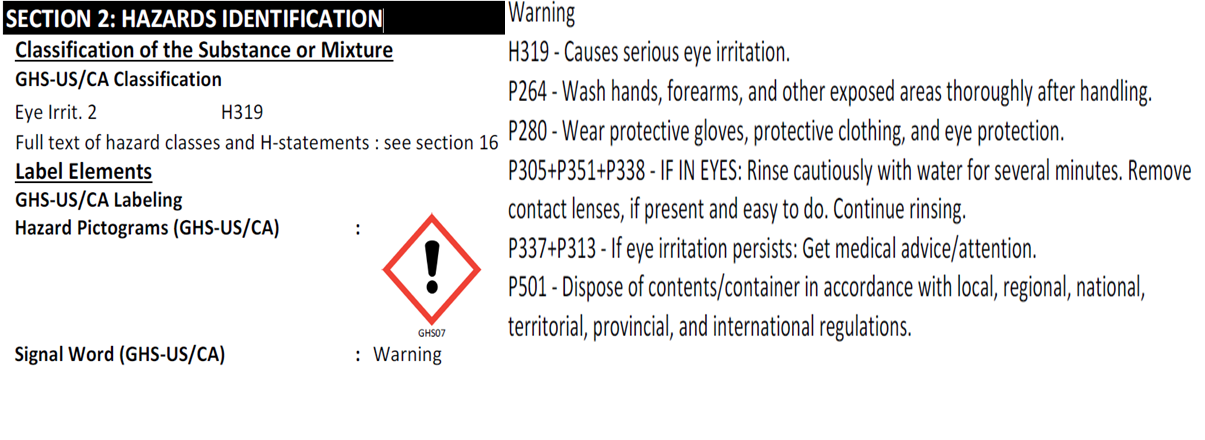 SECTION 2: HAZARDS IDENTIFICATION
Classification of the Substance or Mixture
GHS-US/CA Classification
Eye Irrit. 2 H319
Full text of hazard classes and H-statements : see section 16
Label Elements
GHS-US/CA Labeling
Hazard Pictograms (GHS-US/CA) :
GHS07
Signal Word (GHS-US/CA) : Warning
Warning
H319 - Causes serious eye irritation.
P264 - Wash hands, forearms, and other exposed areas thoroughly after handling.
P280 - Wear protective gloves, protective clothing, and eye protection.
P305+P351+P338 - IF IN EYES: Rinse cautiously with water for several minutes. Remove
contact lenses, if present and easy to do. Continue rinsing.
P337+P313 - If eye irritation persists: Get medical advice/attention.
P501 - Dispose of contents/container in accordance with local, regional, national,
territorial, provincial, and international regulations.